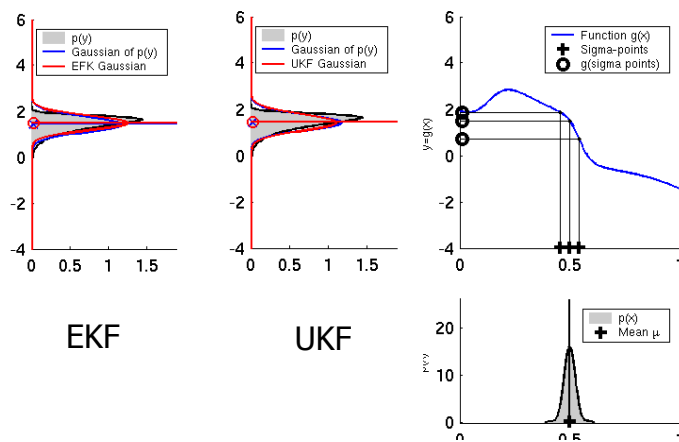 6
4
2
0
2
4
0
0.5
1
1.5
p(y)
Gaussian of p(y)
EFK Gaussian
EKF
6
4
2
0
2
4
0
0.5
1
1.5
p(y)
Gaussian of p(y)
UKF Gaussian
UKF
y=g(x)
6
4
2
0
-2
-4
0
0.5
1
Function g(x)
Sigma-points
g(sigma points)
20
10
0
0
0.5
1
p(x)
Mean μ